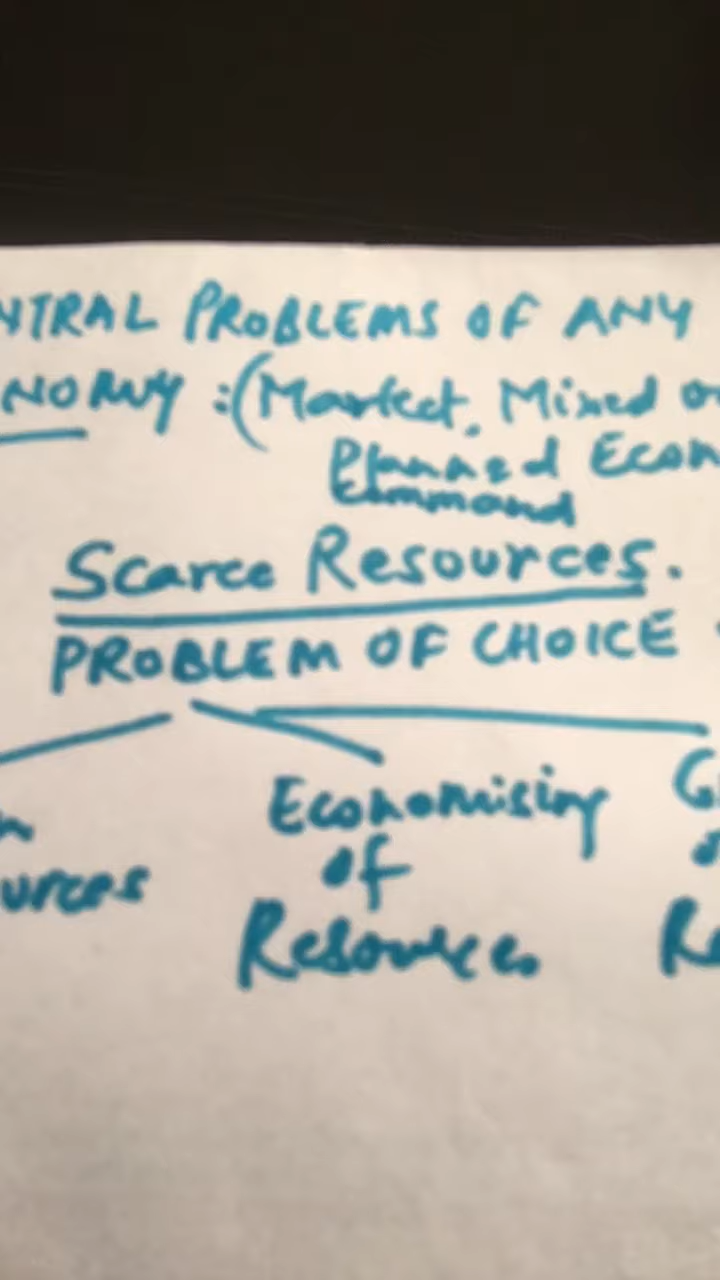 NTRAL PROBLEMS OF ANY
NOMY :(Market, Mixed or
Planned Econ
Command
Scarce Resources.
PROBLEM OF CHOICE
Economising
of
urces
Resources